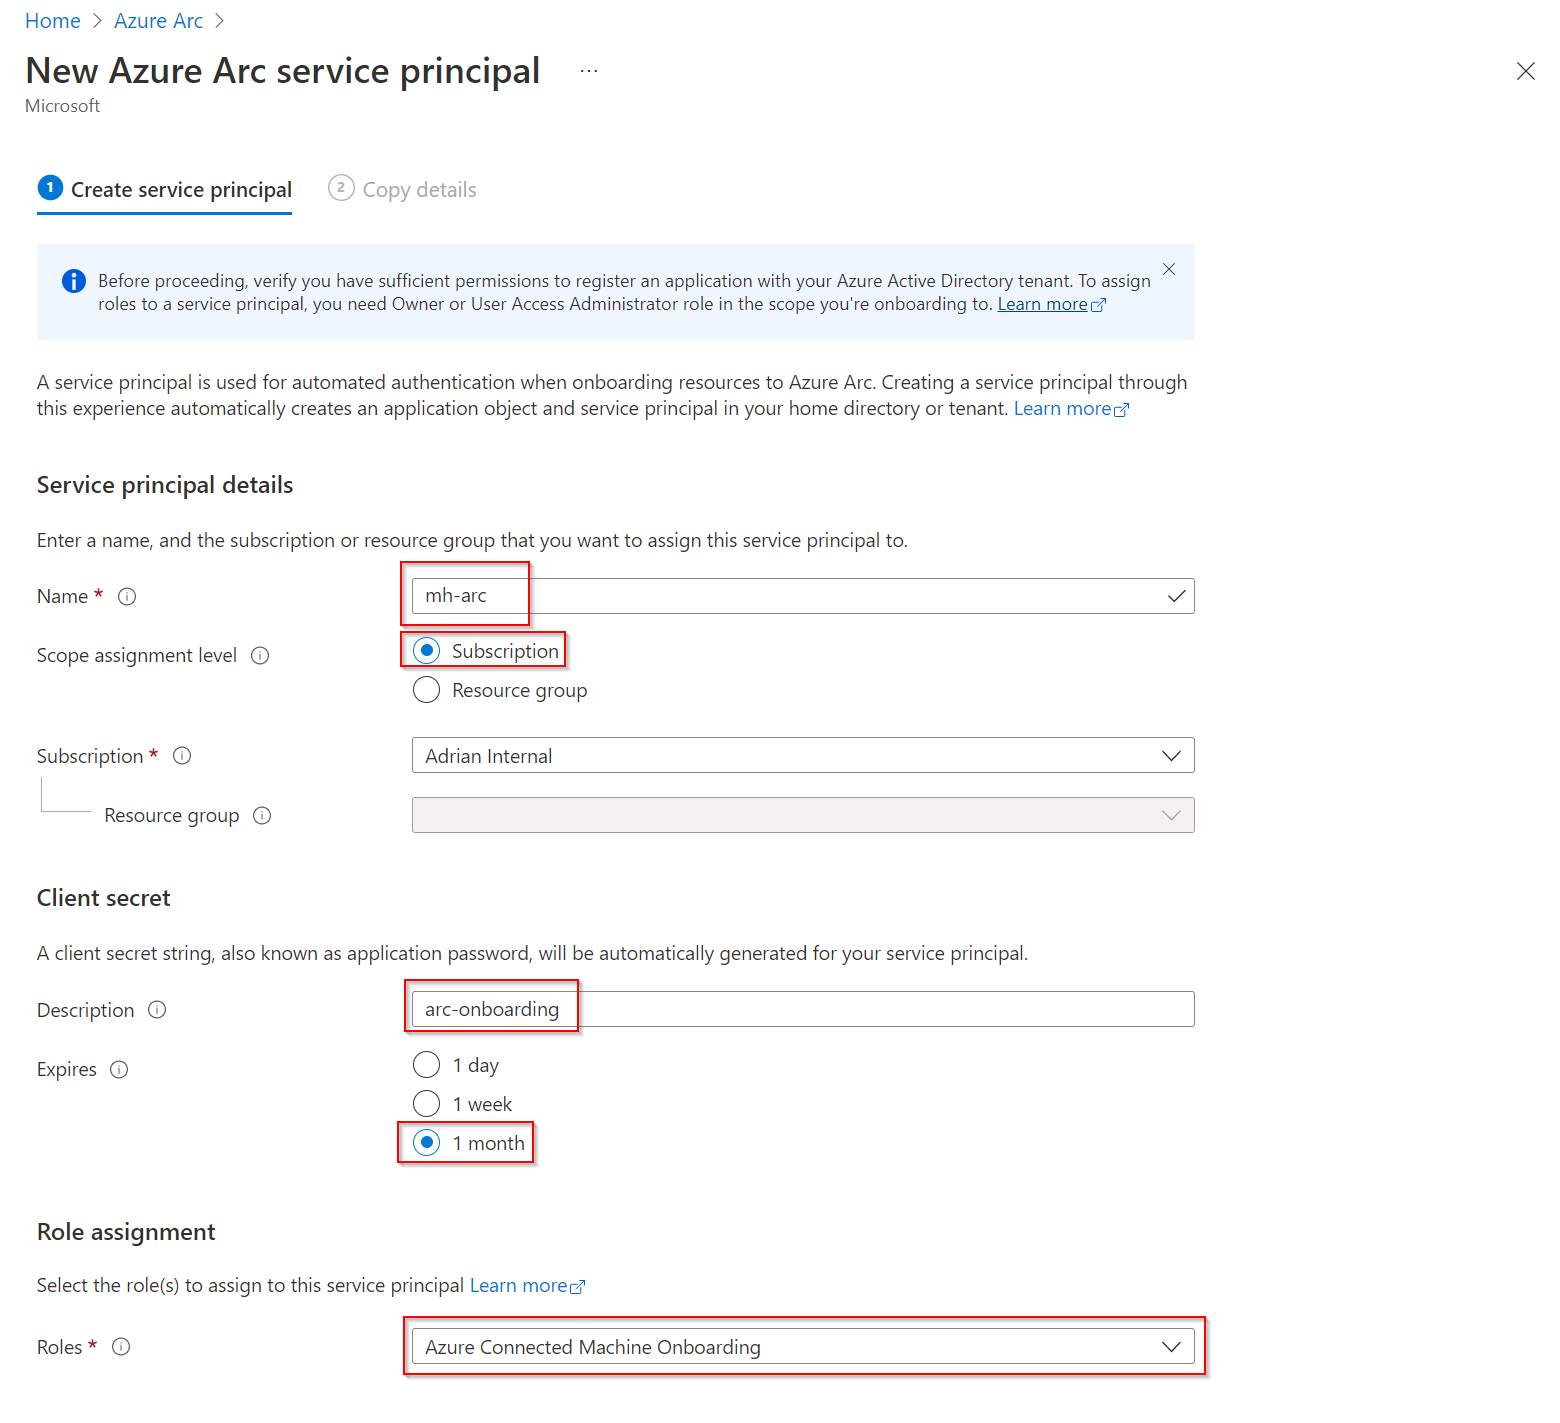 Home > Azure Arc >
New Azure Arc service principal ...
Microsoft
1 Create service principal 2 Copy details
Before proceeding, verify you have sufficient permissions to register an application with your Azure Active Directory tenant. To assign
roles to a service principal, you need Owner or User Access Administrator role in the scope you're onboarding to. Learn more
A service principal is used for automated authentication when onboarding resources to Azure Arc. Creating a service principal through
this experience automatically creates an application object and service principal in your home directory or tenant. Learn more
Service principal details
Enter a name, and the subscription or resource group that you want to assign this service principal to.
Name * mh-arc
Scope assignment level Subscription
Resource group
Subscription * Adrian Internal
Resource group
Client secret
A client secret string, also known as application password, will be automatically generated for your service principal.
Description arc-onboarding
Expires 1 day
1 week
1 month
Role assignment
Select the role(s) to assign to this service principal Learn more
Roles * Azure Connected Machine Onboarding